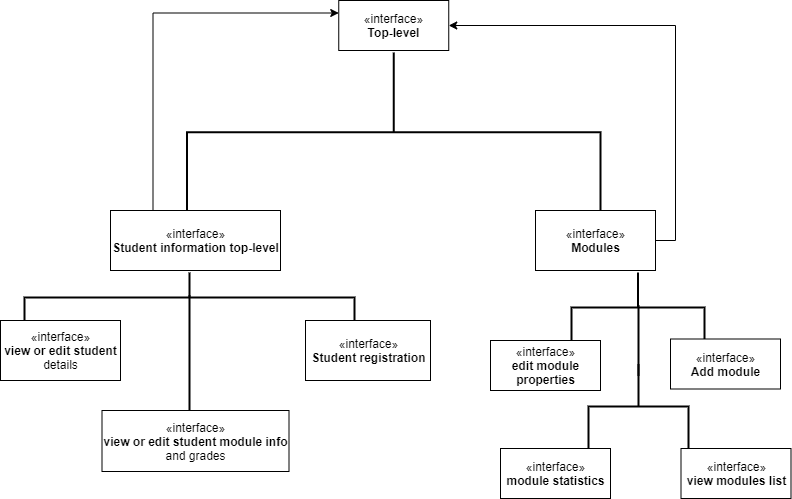 «interface»
Top-level
«interface»
Student information top-level
«interface»
Modules
«interface»
view or edit student
details
«interface»
Student registration
«interface»
view or edit student module info
and grades
«interface»
edit module
properties
«interface»
Add module
«interface»
module statistics
«interface»
view modules list